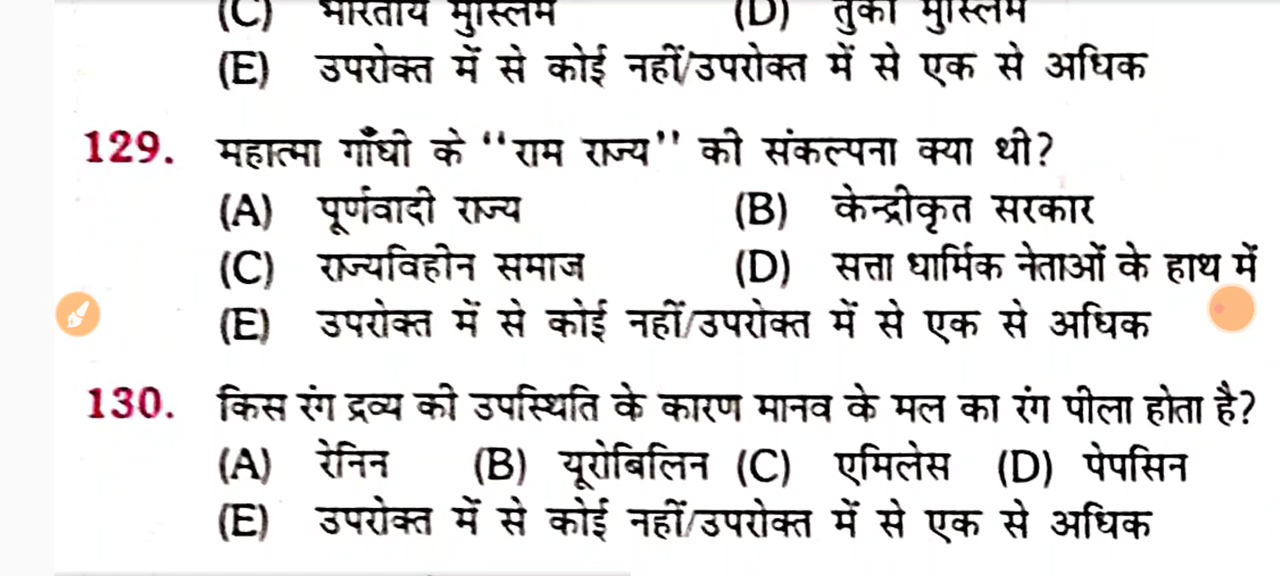 (C) भारतीय मुस्लिम (D) तुर्की मुस्लिम
(E) उपरोक्त में से कोई नहीं/उपरोक्त में से एक से अधिक
129. महात्मा गाँधी के ‘‘राम राज्य’’ की संकल्पना क्या थी?
(A) पूर्णवादी राज्य (B) केन्द्रीकृत सरकार
(C) राज्यविहीन समाज (D) सत्ता धार्मिक नेताओं के हाथ में
(E) उपरोक्त में से कोई नहीं/उपरोक्त में से एक से अधिक
130. किस रंग द्रव्य की उपस्थिति के कारण मानव के मल का रंग पीला होता है?
(A) रेनिन (B) यूरोबिलिन (C) एमिलेस (D) पेपसिन
(E) उपरोक्त में से कोई नहीं/उपरोक्त में से एक से अधिक